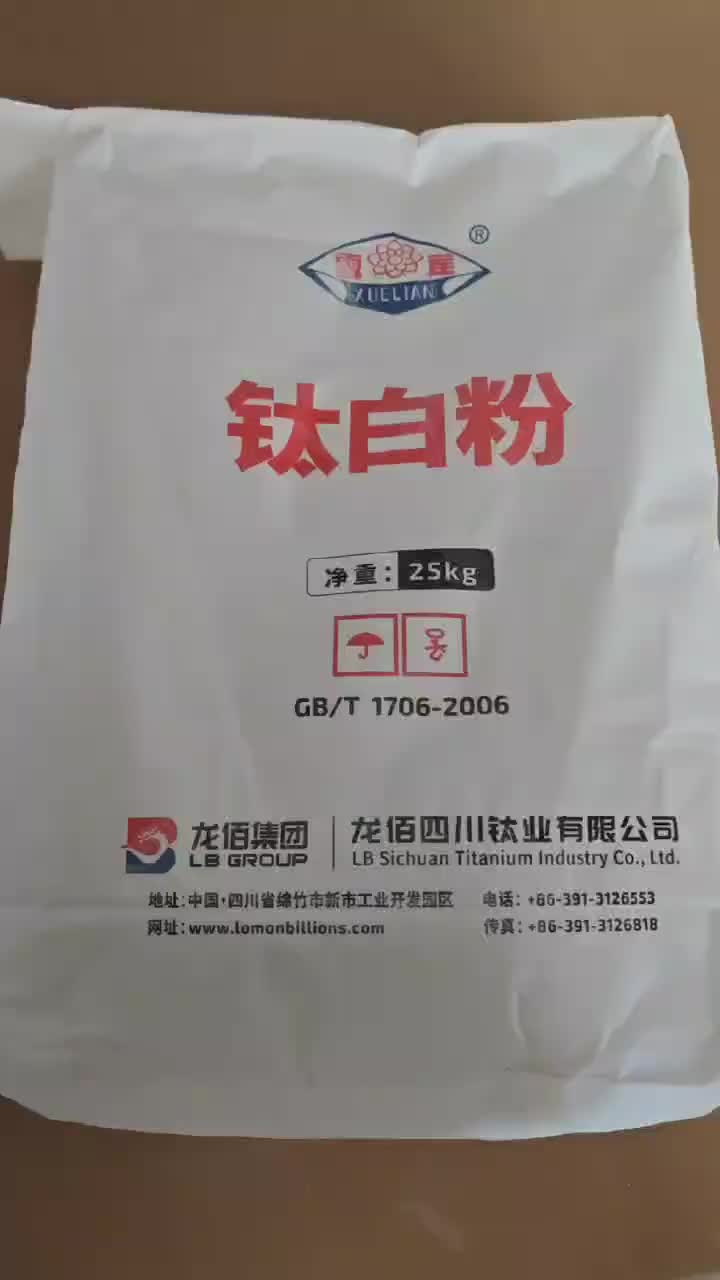 ®
雪莲
XUELIAN
钛白粉
净重: 25kg
GB/T 1706-2006
龙佰集团
LB GROUP
龙佰四川钛业有限公司
LB Sichuan Titanium Industry Co., Ltd.
地址: 中国·四川省绵竹市新市工业开发园区 电话: +86-391-3126553
网址: www.lomonbillions.com 传真: +86-391-3126818